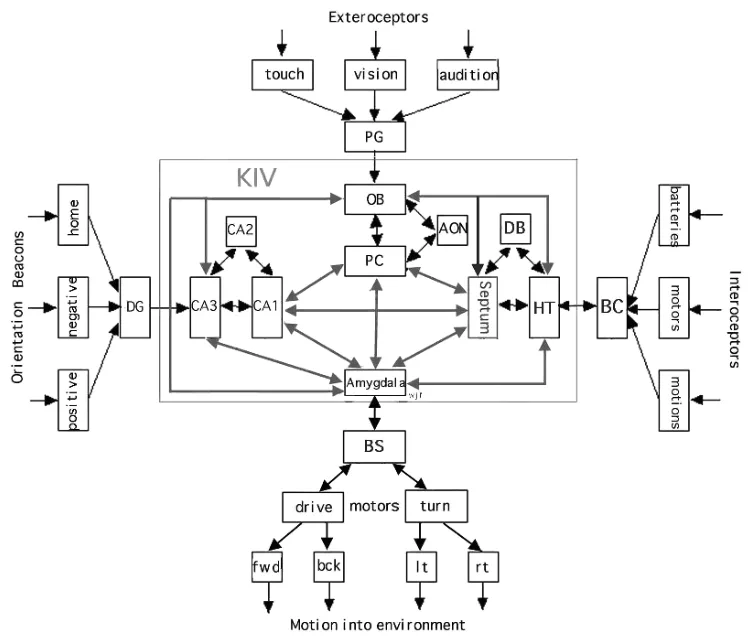 Exteroceptors
touch vision audition
PG
KIV
OB
AON
CA2
DB
PC
home
negative
positive
Orientation Beacons
DG
CA3
CA1
Septum
HT
BC
batteries
motors
motions
Interoceptors
Amygdala
wjf
BS
drive motors turn
fwd bck lt rt
Motion into environment